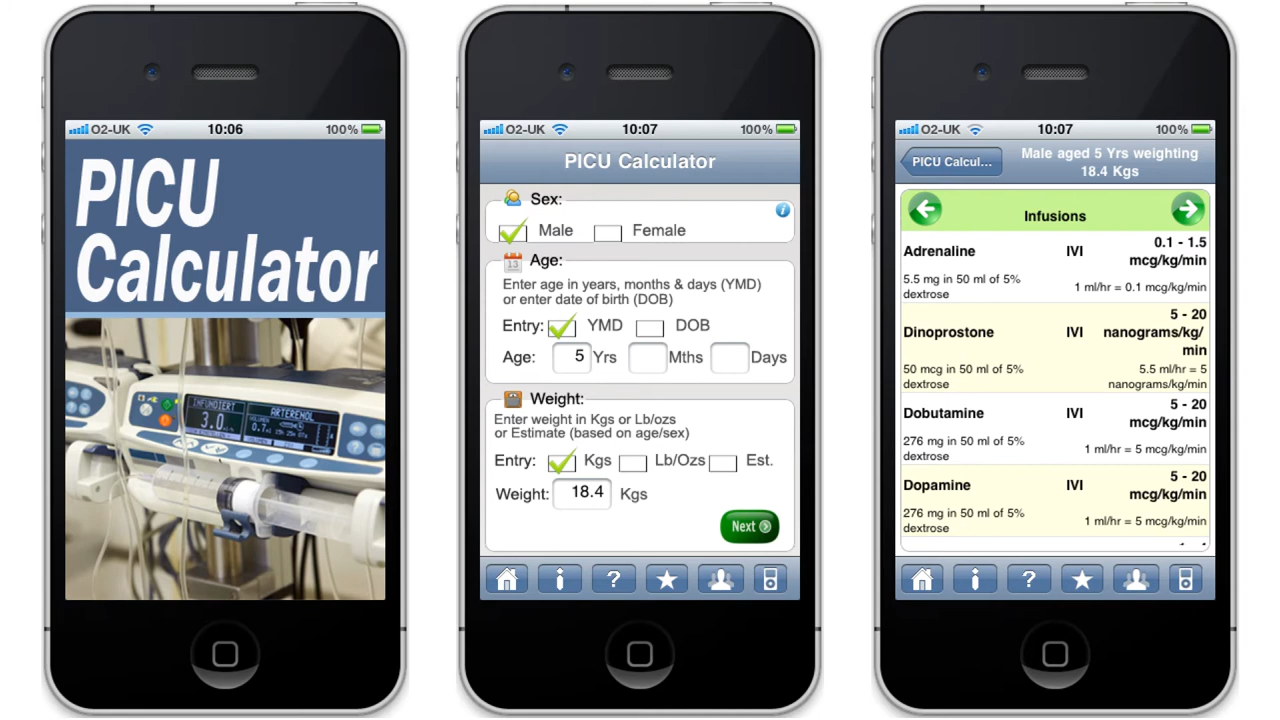 O2-UK 10:06 100%
PICU
Calculator
INFUNDIERT
3.0
ARTERENOL
O2-UK 10:07 100%
PICU Calculator
Sex:
Male Female
Age:
13
Enter age in years, months & days (YMD)
or enter date of birth (DOB)
Entry: YMD DOB
Age: 5 Yrs Mths Days
Weight:
Enter weight in Kgs or Lb/ozs
or Estimate (based on age/sex)
Entry: Kgs Lb/Ozs Est.
Weight: 18.4 Kgs
Next
O2-UK 10:07 100%
PICU Calcul...
Male aged 5 Yrs weighting
18.4 Kgs
Infusions
Adrenaline IVI 0.1 - 1.5
mcg/kg/min
5.5 mg in 50 ml of 5%
dextrose
1 ml/hr = 0.1 mcg/kg/min
Dinoprostone IVI 5 - 20
nanograms/kg/
min
50 mcg in 50 ml of 5%
dextrose
5.5 ml/hr = 5
nanograms/kg/min
Dobutamine IVI 5 - 20
mcg/kg/min
276 mg in 50 ml of 5%
dextrose
1 ml/hr = 5 mcg/kg/min
Dopamine IVI 5 - 20
mcg/kg/min
276 mg in 50 ml of 5%
dextrose
1 ml/hr = 5 mcg/kg/min